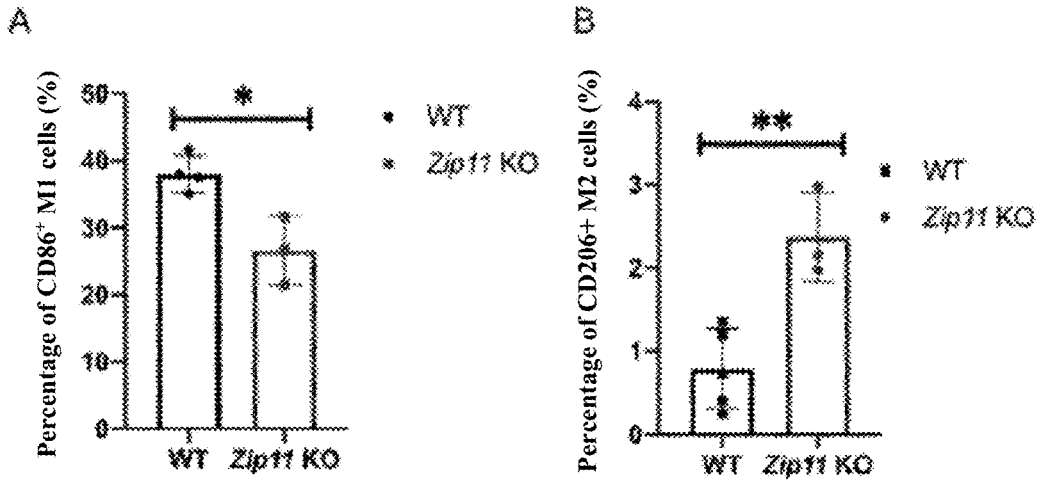 A
Percentage of CD86⁺ M1 cells (%)
50
40
30
20
10
0
*
WT
Zip11 KO
WT
Zip11 KO
B
Percentage of CD206+ M2 cells (%)
4
3
2
1
0
**
WT
Zip11 KO
WT
Zip11 KO